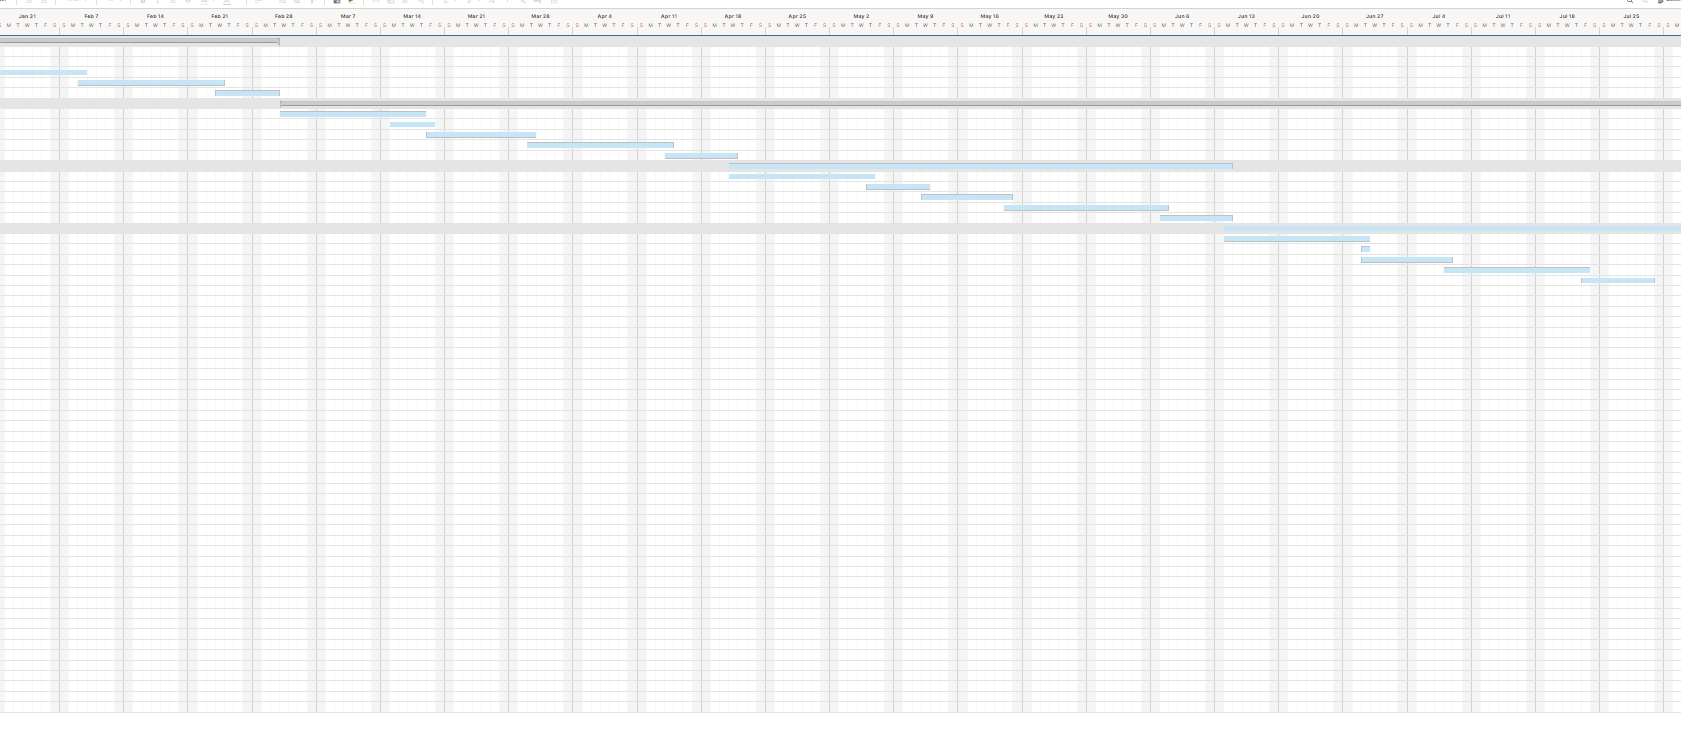 Jan 31 Feb 7 Feb 14 Feb 21 Feb 28 Mar 7 Mar 14 Mar 21 Mar 28 Apr 4 Apr 11 Apr 18 Apr 25 May 2 May 9 May 16 May 23 May 30 Jun 6 Jun 13 Jun 20 Jun 27 Jul 4 Jul 11 Jul 18 Jul 25
S M T W T F S S M T W T F S S M T W T F S S M T W T F S S M T W T F S S M T W T F S S M T W T F S S M T W T F S S M T W T F S S M T W T F S S M T W T F S S M T W T F S S M T W T F S S M T W T F S S M T W T F S S M T W T F S S M T W T F S S M T W T F S S M T W T F S S M T W T F S S M T W T F S S M T W T F S S M T W T F S S M T W T F S S M T W T F S S M T W T F S S M